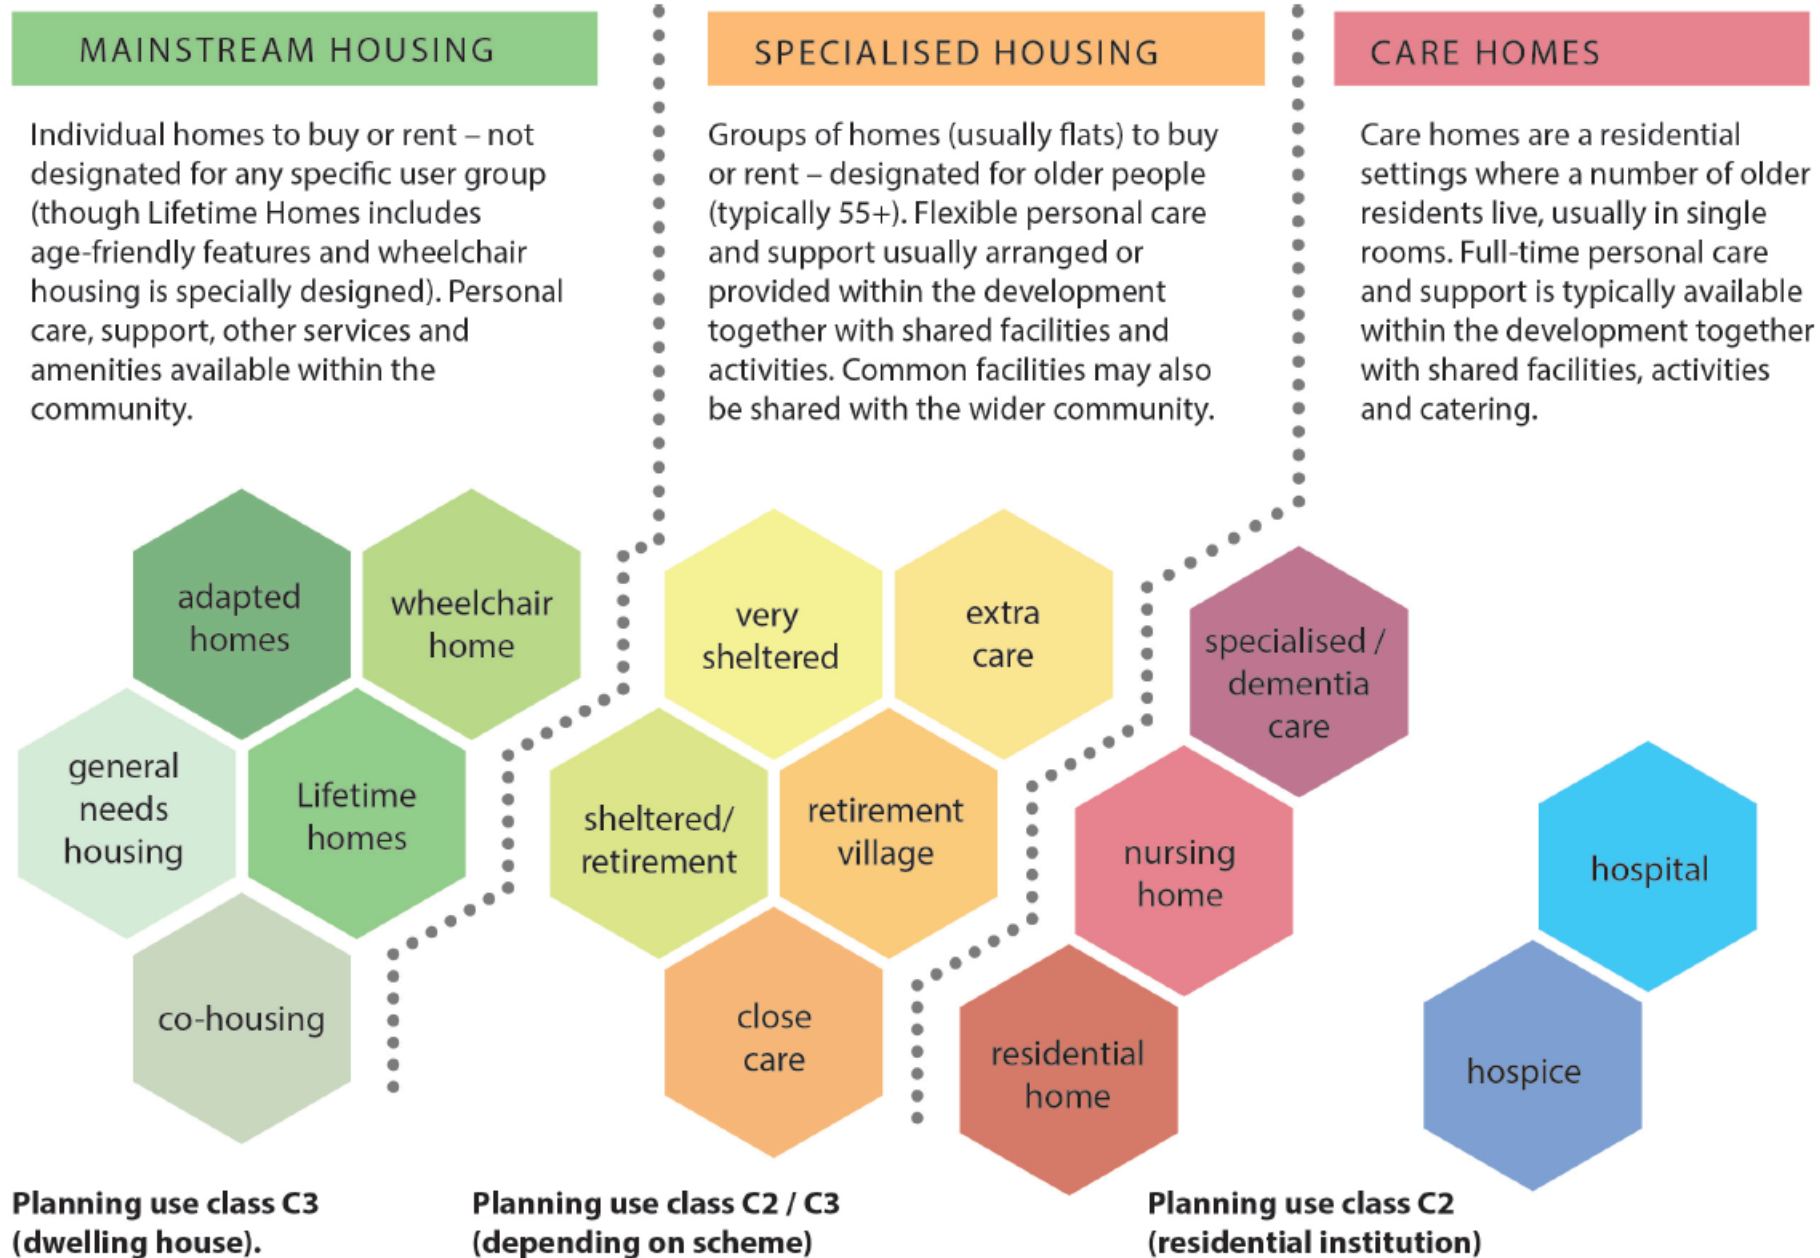 MAINSTREAM HOUSING
Individual homes to buy or rent – not
designated for any specific user group
(though Lifetime Homes includes
age-friendly features and wheelchair
housing is specially designed). Personal
care, support, other services and
amenities available within the
community.
SPECIALISED HOUSING
Groups of homes (usually flats) to buy
or rent – designated for older people
(typically 55+). Flexible personal care
and support usually arranged or
provided within the development
together with shared facilities and
activities. Common facilities may also
be shared with the wider community.
CARE HOMES
Care homes are a residential
settings where a number of older
residents live, usually in single
rooms. Full-time personal care
and support is typically available
within the development together
with shared facilities, activities
and catering.
adapted
homes
wheelchair
home
general
needs
housing
Lifetime
homes
co-housing
very
sheltered
extra
care
sheltered/
retirement
retirement
village
close
care
specialised /
dementia
care
nursing
home
residential
home
hospital
hospice
Planning use class C3
(dwelling house).
Planning use class C2 / C3
(depending on scheme)
Planning use class C2
(residential institution)